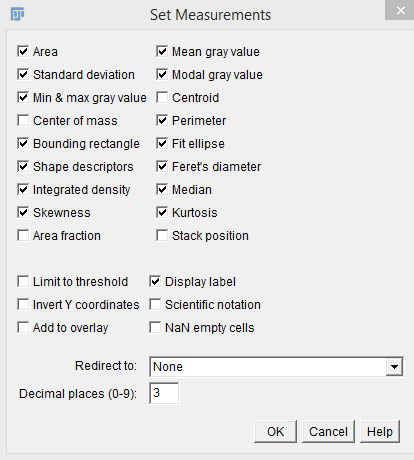 Set Measurements
Area Mean gray value
Standard deviation Modal gray value
Min & max gray value Centroid
Center of mass Perimeter
Bounding rectangle Fit ellipse
Shape descriptors Feret's diameter
Integrated density Median
Skewness Kurtosis
Area fraction Stack position
Limit to threshold Display label
Invert Y coordinates Scientific notation
Add to overlay NaN empty cells
Redirect to: None
Decimal places (0-9): 3
OK Cancel Help